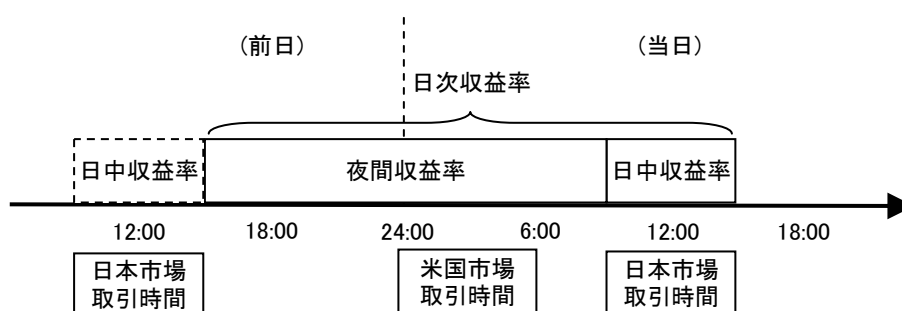 （前日）
（当日）
日次収益率
日中収益率
夜間収益率
日中収益率
12:00
18:00
24:00
6:00
12:00
18:00
日本市場
取引時間
米国市場
取引時間
日本市場
取引時間